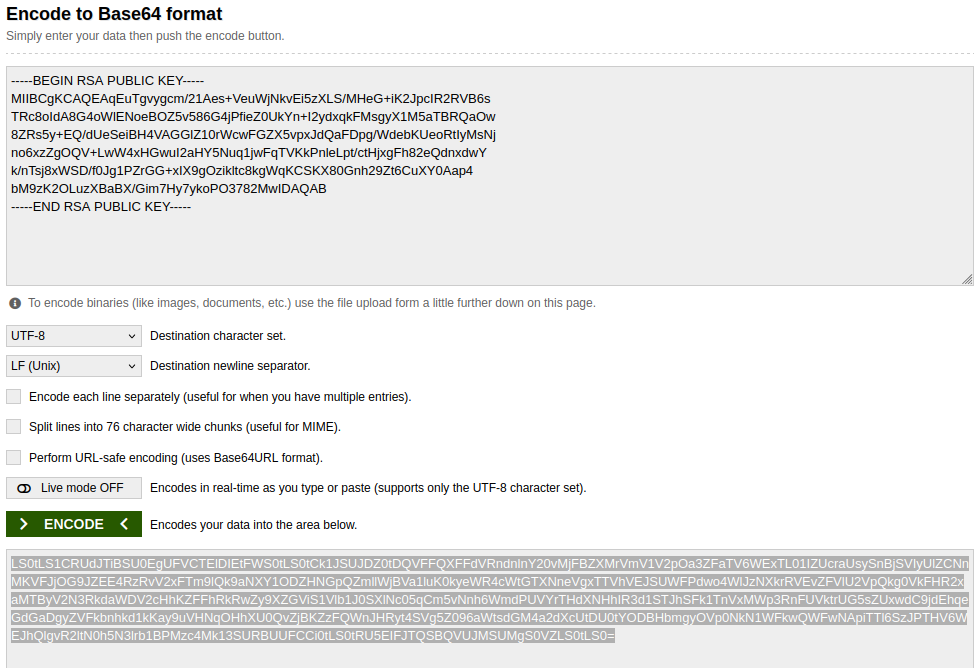 Encode to Base64 format
Simply enter your data then push the encode button.
-----BEGIN RSA PUBLIC KEY-----
MIIBCgKCAQEAqEuTgvygcm/21Aes+VeuWjNkvEi5zXLS/MHeG+iK2JpcIR2RVB6s
TRc8oIdA8G4oWlENoeBOZ5v586G4jPfieZ0UkYn+I2ydxqkFMsgyX1M5aTBRQaOw
8ZRs5y+EQ/dUeSeiBH4VAGGlZ10rWcwFGZX5vpxJdQaFDpg/WdebKUeoRtIyMsNj
no6xzZgOQV+LwW4xHGwuI2aHY5Nuq1jwFqTVKkPnleLpt/ctHjxgFh82eQdnxdwY
k/nTsj8xWSD/f0Jg1PZrGG+xIX9gOzikltc8kgWqKCSKX80Gnh29Zt6CuXY0Aap4
bM9zK2OLuzXBaBX/Gim7Hy7ykoPO3782MwIDAQAB
-----END RSA PUBLIC KEY-----
To encode binaries (like images, documents, etc.) use the file upload form a little further down on this page.
UTF-8 Destination character set.
LF (Unix) Destination newline separator.
Encode each line separately (useful for when you have multiple entries).
Split lines into 76 character wide chunks (useful for MIME).
Perform URL-safe encoding (uses Base64URL format).
Live mode OFF Encodes in real-time as you type or paste (supports only the UTF-8 character set).
ENCODE Encodes your data into the area below.